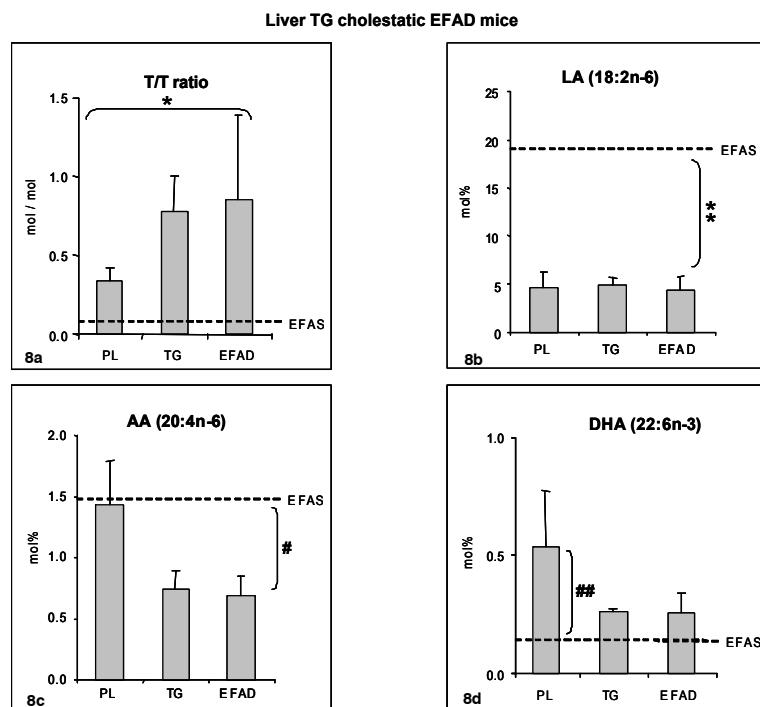 Liver TG cholestatic EFAD mice
T/T ratio
*
1.5
1.0
0.5
0.0
mol / mol
EFAS
PL TG EFAD
8a
LA (18:2n-6)
25
20
15
10
5
0
mol%
EFAS
**
PL TG EFAD
8b
AA (20:4n-6)
2.0
1.5
1.0
0.5
0.0
mol%
EFAS
#
PL TG EFAD
8c
DHA (22:6n-3)
1.0
0.5
0.0
mol%
##
EFAS
PL TG EFAD
8d